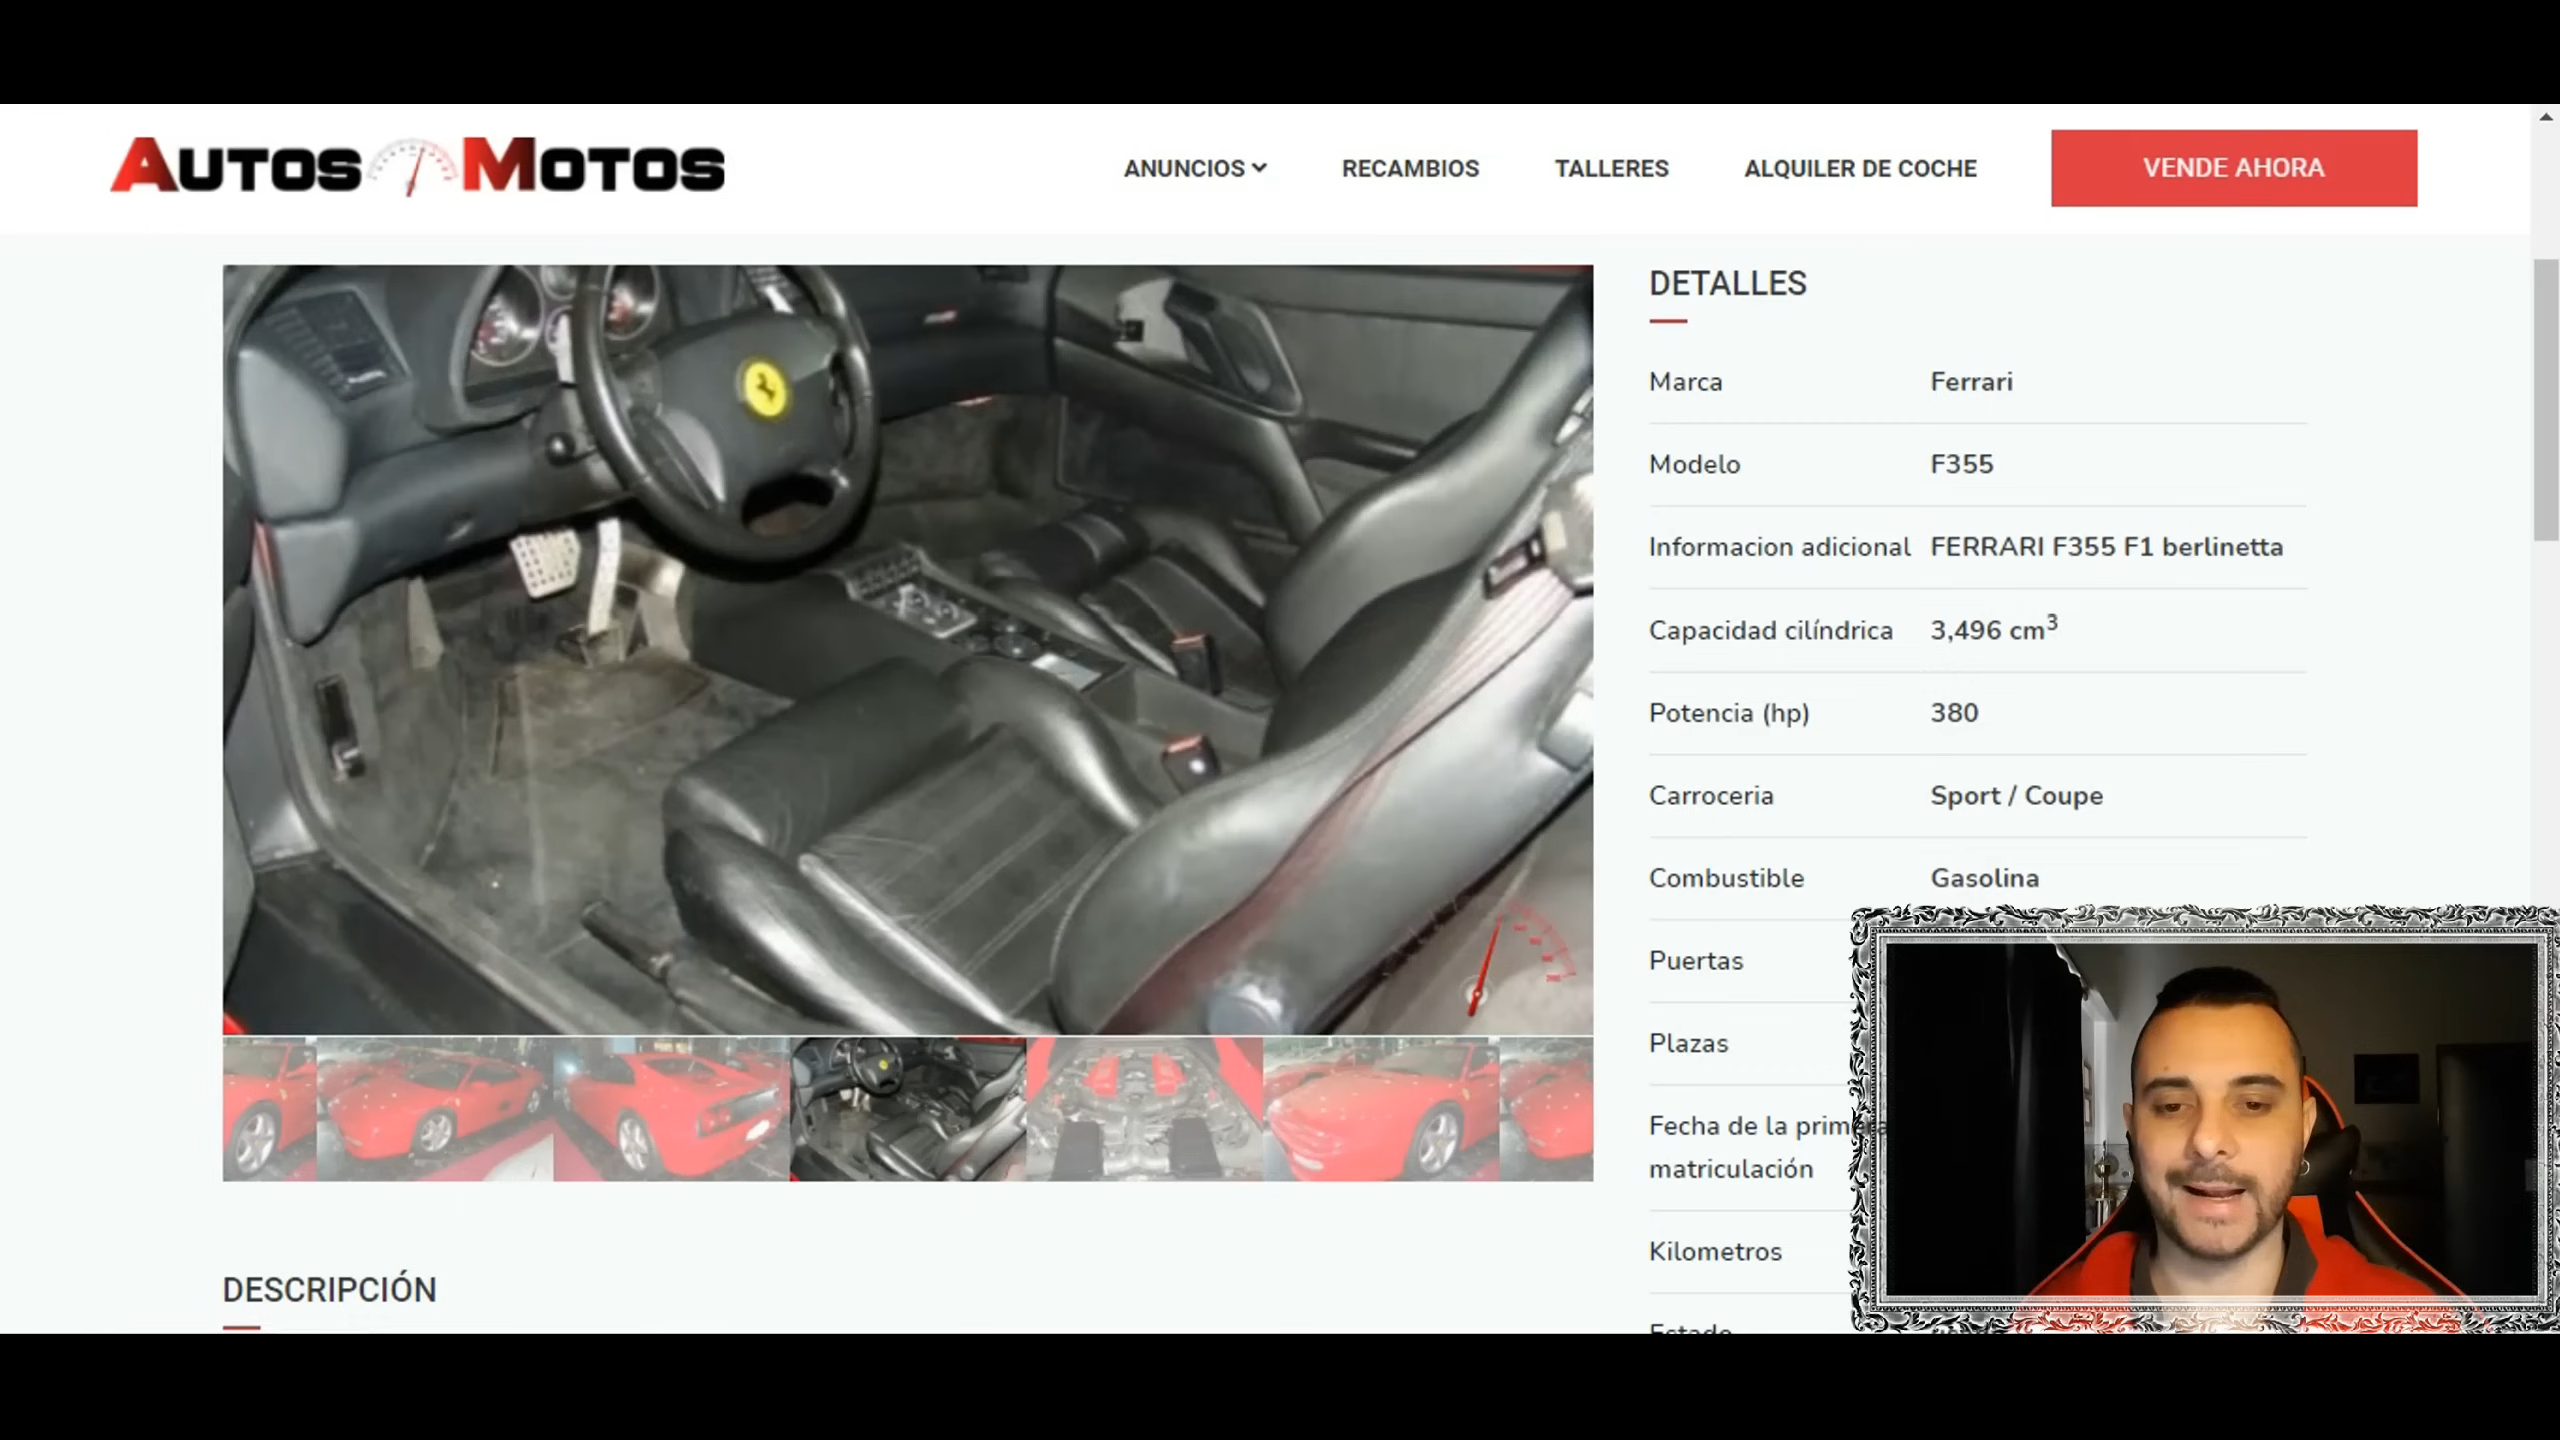 AUTOS MOTOS
ANUNCIOS
RECAMBIOS
TALLERES
ALQUILER DE COCHE
VENDE AHORA
DETALLES
Marca Ferrari
Modelo F355
Informacion adicional FERRARI F355 F1 berlinetta
Capacidad cilíndrica 3,496 cm³
Potencia (hp) 380
Carroceria Sport / Coupe
Combustible Gasolina
Puertas
Plazas
Fecha de la primera
matriculación
Kilometros
Estado
DESCRIPCIÓN